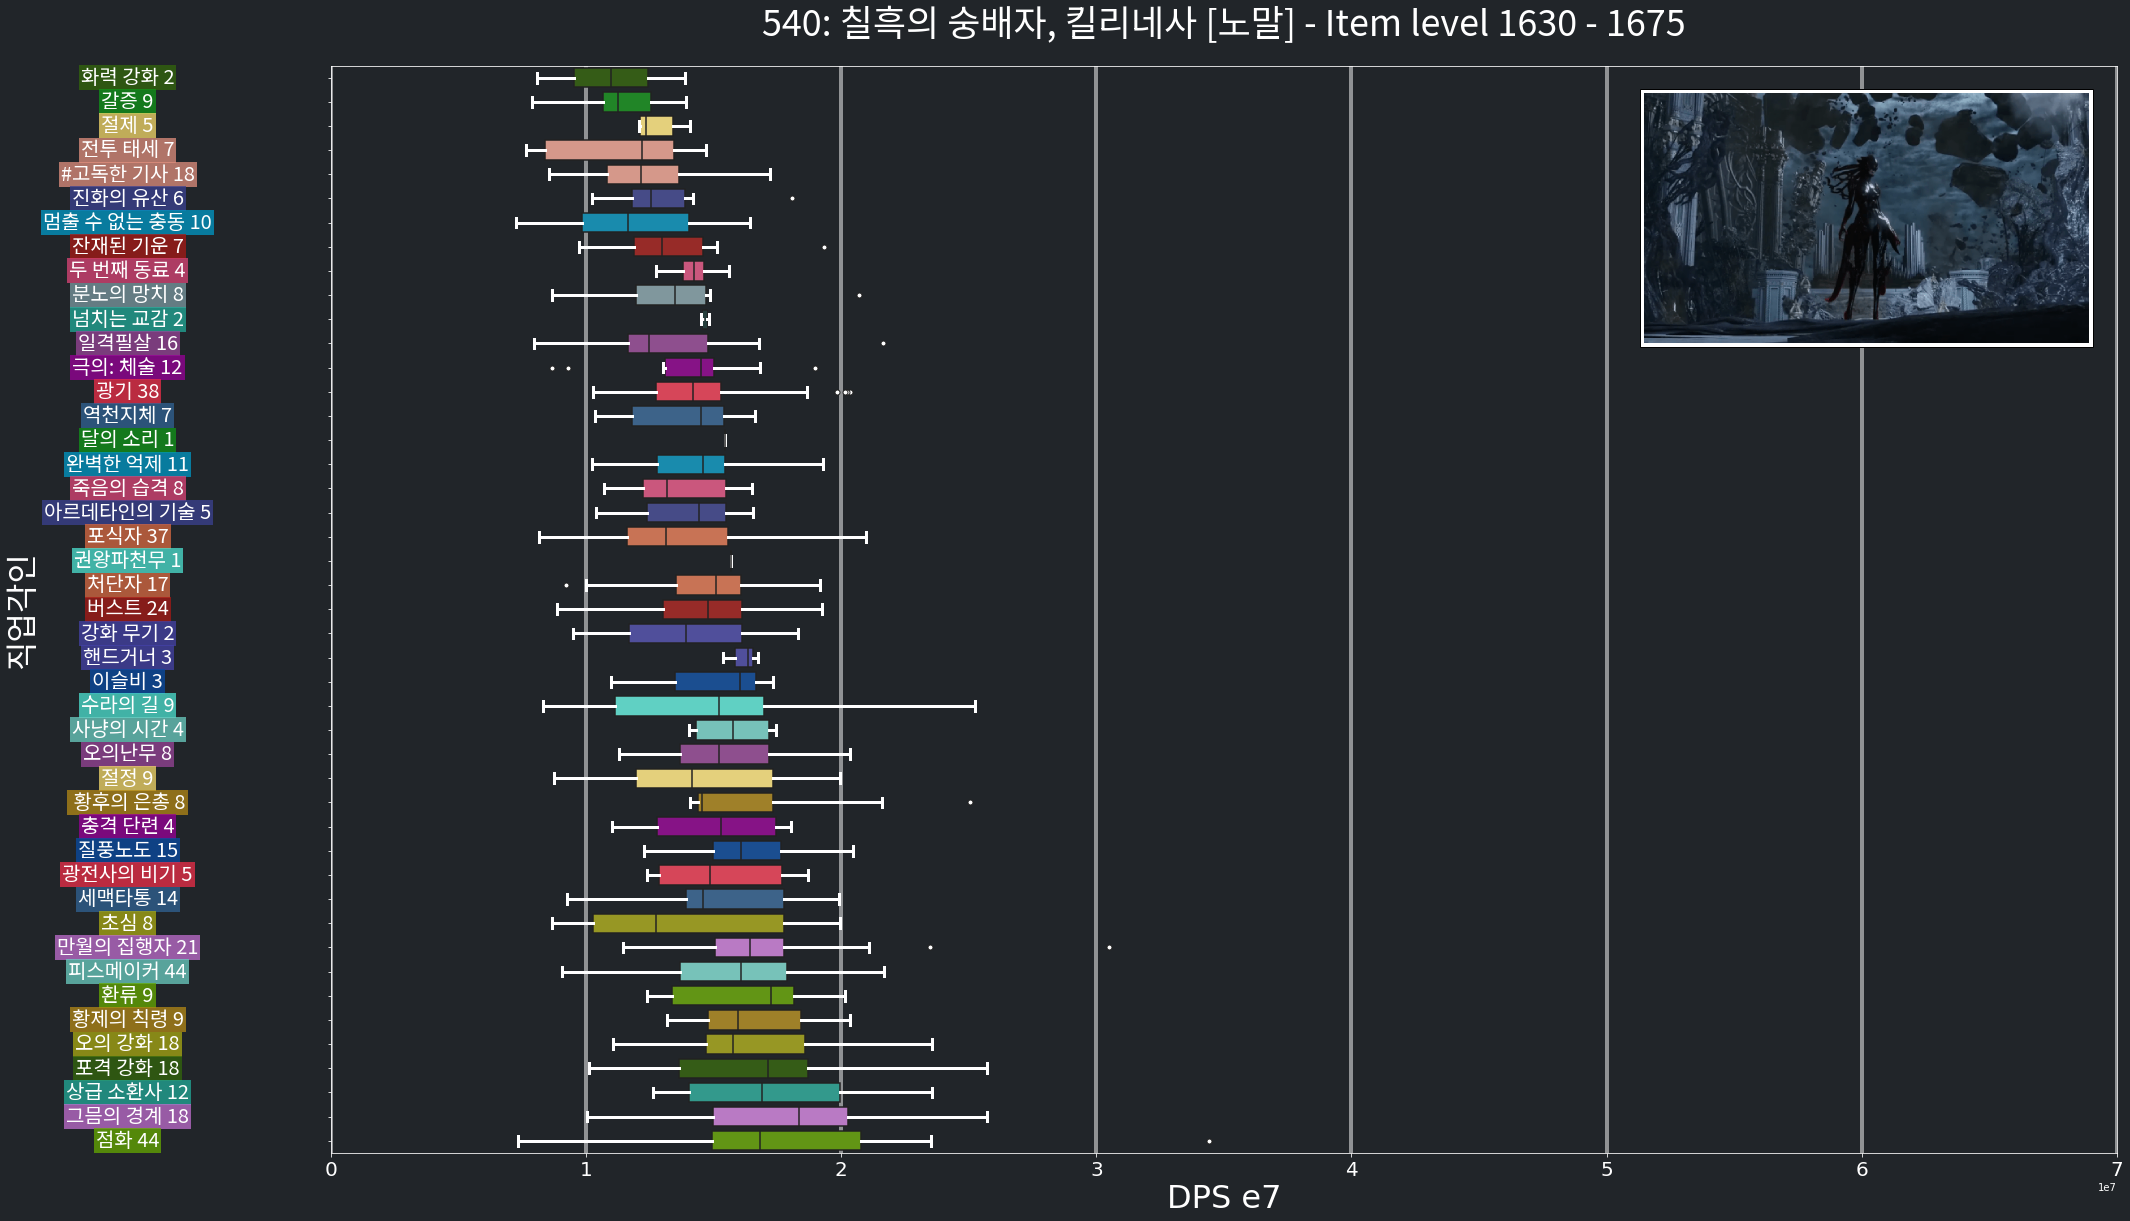 540: 칠흑의 숭배자, 킬리네사 [노말] - Item level 1630 - 1675
직업각인
화력 강화 2
갈증 9
절제 5
전투 태세 7
#고독한 기사 18
진화의 유산 6
멈출 수 없는 충동 10
잔재된 기운 7
두 번째 동료 4
분노의 망치 8
넘치는 교감 2
일격필살 16
극의: 체술 12
광기 38
역천지체 7
달의 소리 1
완벽한 억제 11
죽음의 습격 8
아르데타인의 기술 5
포식자 37
권왕파천무 1
처단자 17
버스트 24
강화 무기 2
핸드거너 3
이슬비 3
수라의 길 9
사냥의 시간 4
오의난무 8
절정 9
황후의 은총 8
충격 단련 4
질풍노도 15
광전사의 비기 5
세맥타통 14
초심 8
만월의 집행자 21
피스메이커 44
환류 9
황제의 칙령 9
오의 강화 18
포격 강화 18
상급 소환사 12
그믐의 경계 18
점화 44
0 1 2 3 4 5 6 7
1e7
DPS e7